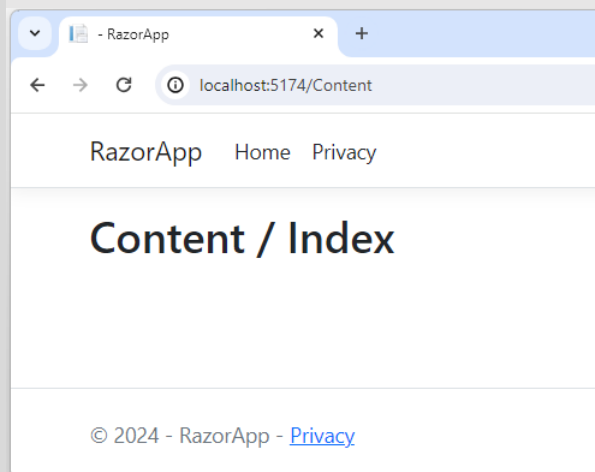 - RazorApp
localhost:5174/Content
RazorApp Home Privacy
Content / Index
© 2024 - RazorApp - Privacy